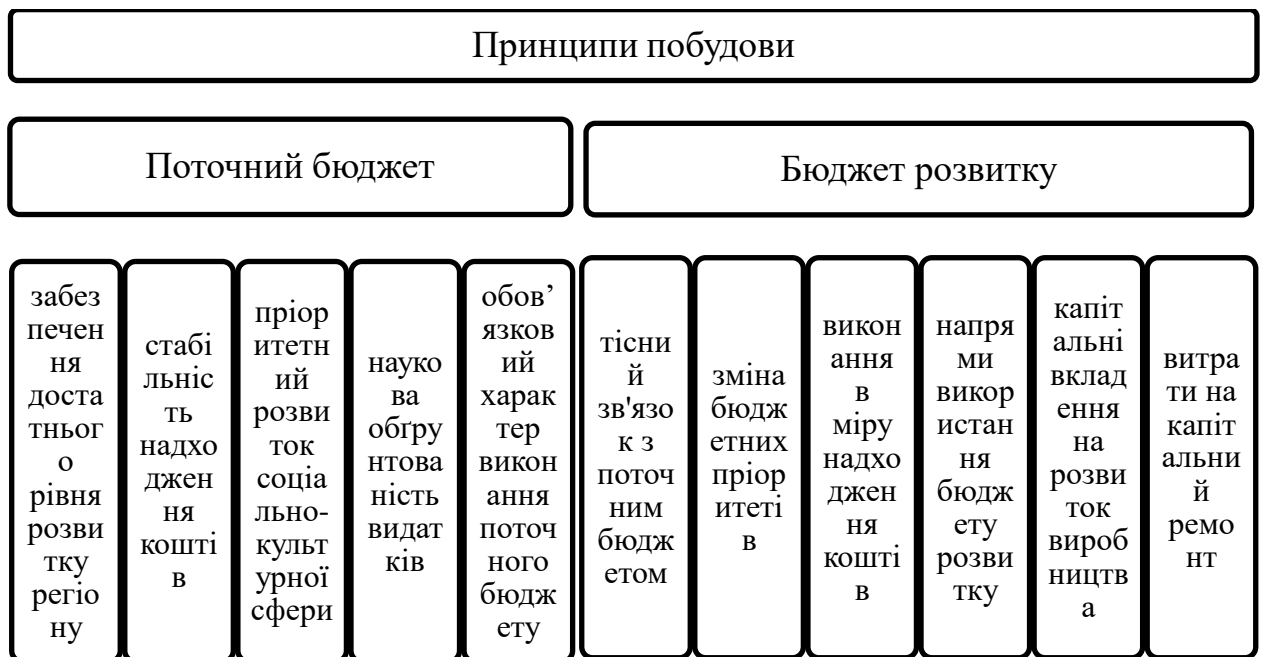 Принципи побудови
Поточний бюджет
Бюджет розвитку
забез
печен
ня
доста
тньог
о
рівня
розви
тку
регіо
ну
стабі
льніс
ть
надхо
джен
ня
кошті
в
пріор
итетн
ий
розви
ток
соціа
льно-
культ
урної
сфери
науко
ва
обґру
нтова
ність
видат
ків
обов’
язков
ий
харак
тер
викон
ання
поточ
ного
бюдж
ету
тісни
й
зв'язо
к з
поточ
ним
бюдж
етом
зміна
бюдж
етних
пріор
итеті
в
викон
ання
в
міру
надхо
джен
ня
кошті
в
напря
ми
викор
истан
ня
бюдж
ету
розви
тку
капіт
альні
вклад
ення
на
розви
ток
вироб
ництв
а
витра
ти на
капіт
альни
й
ремо
нт